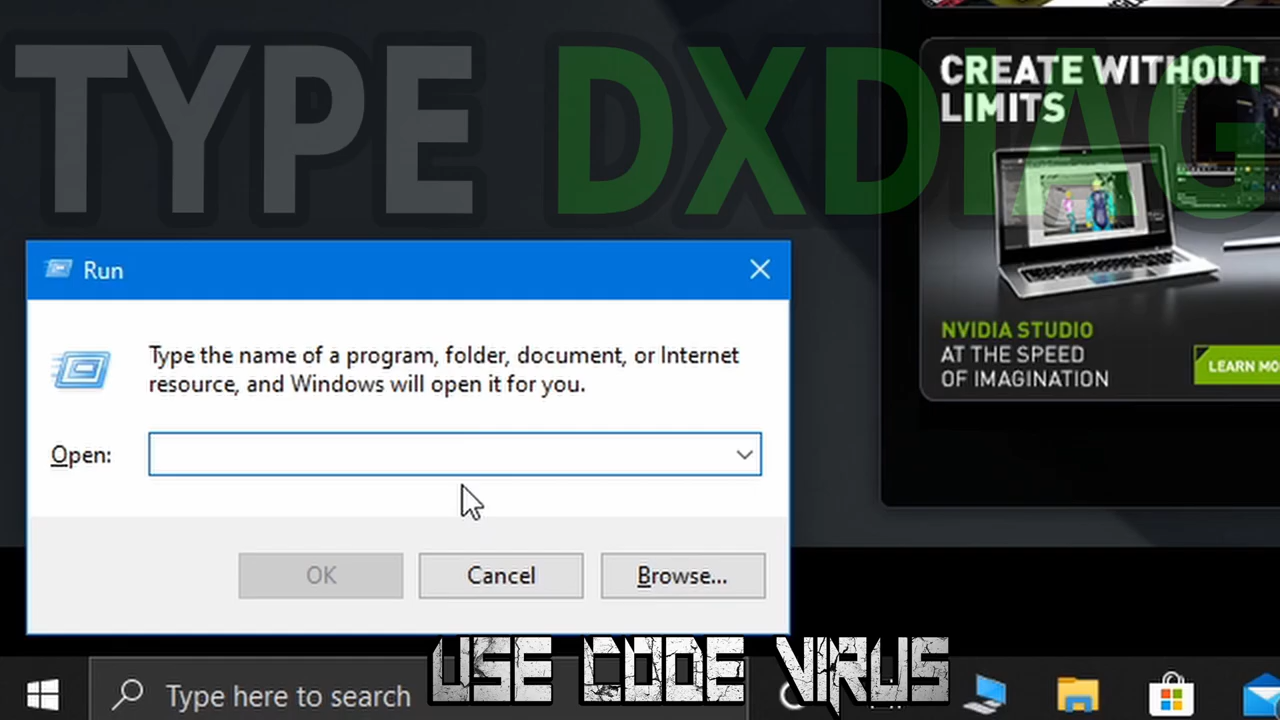 TYPE DXDIAG
CREATE WITHOUT
LIMITS
NVIDIA STUDIO
AT THE SPEED
OF IMAGINATION
LEARN MO
Run
Type the name of a program, folder, document, or Internet
resource, and Windows will open it for you.
Open:
OK
Cancel
Browse...
USE CODE VIRUS
Type here to search